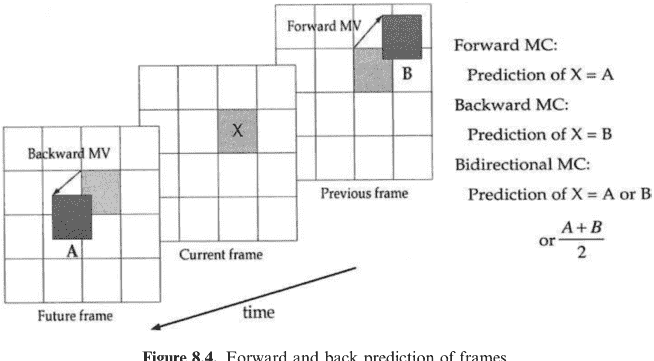 Forward MV
B
X
Backward MV
A
Previous frame
Current frame
Future frame
time
Forward MC:
Prediction of X = A
Backward MC:
Prediction of X = B
Bidirectional MC:
Prediction of X = A or B
or A + B
2
Figure 8.4. Forward and back prediction of frames